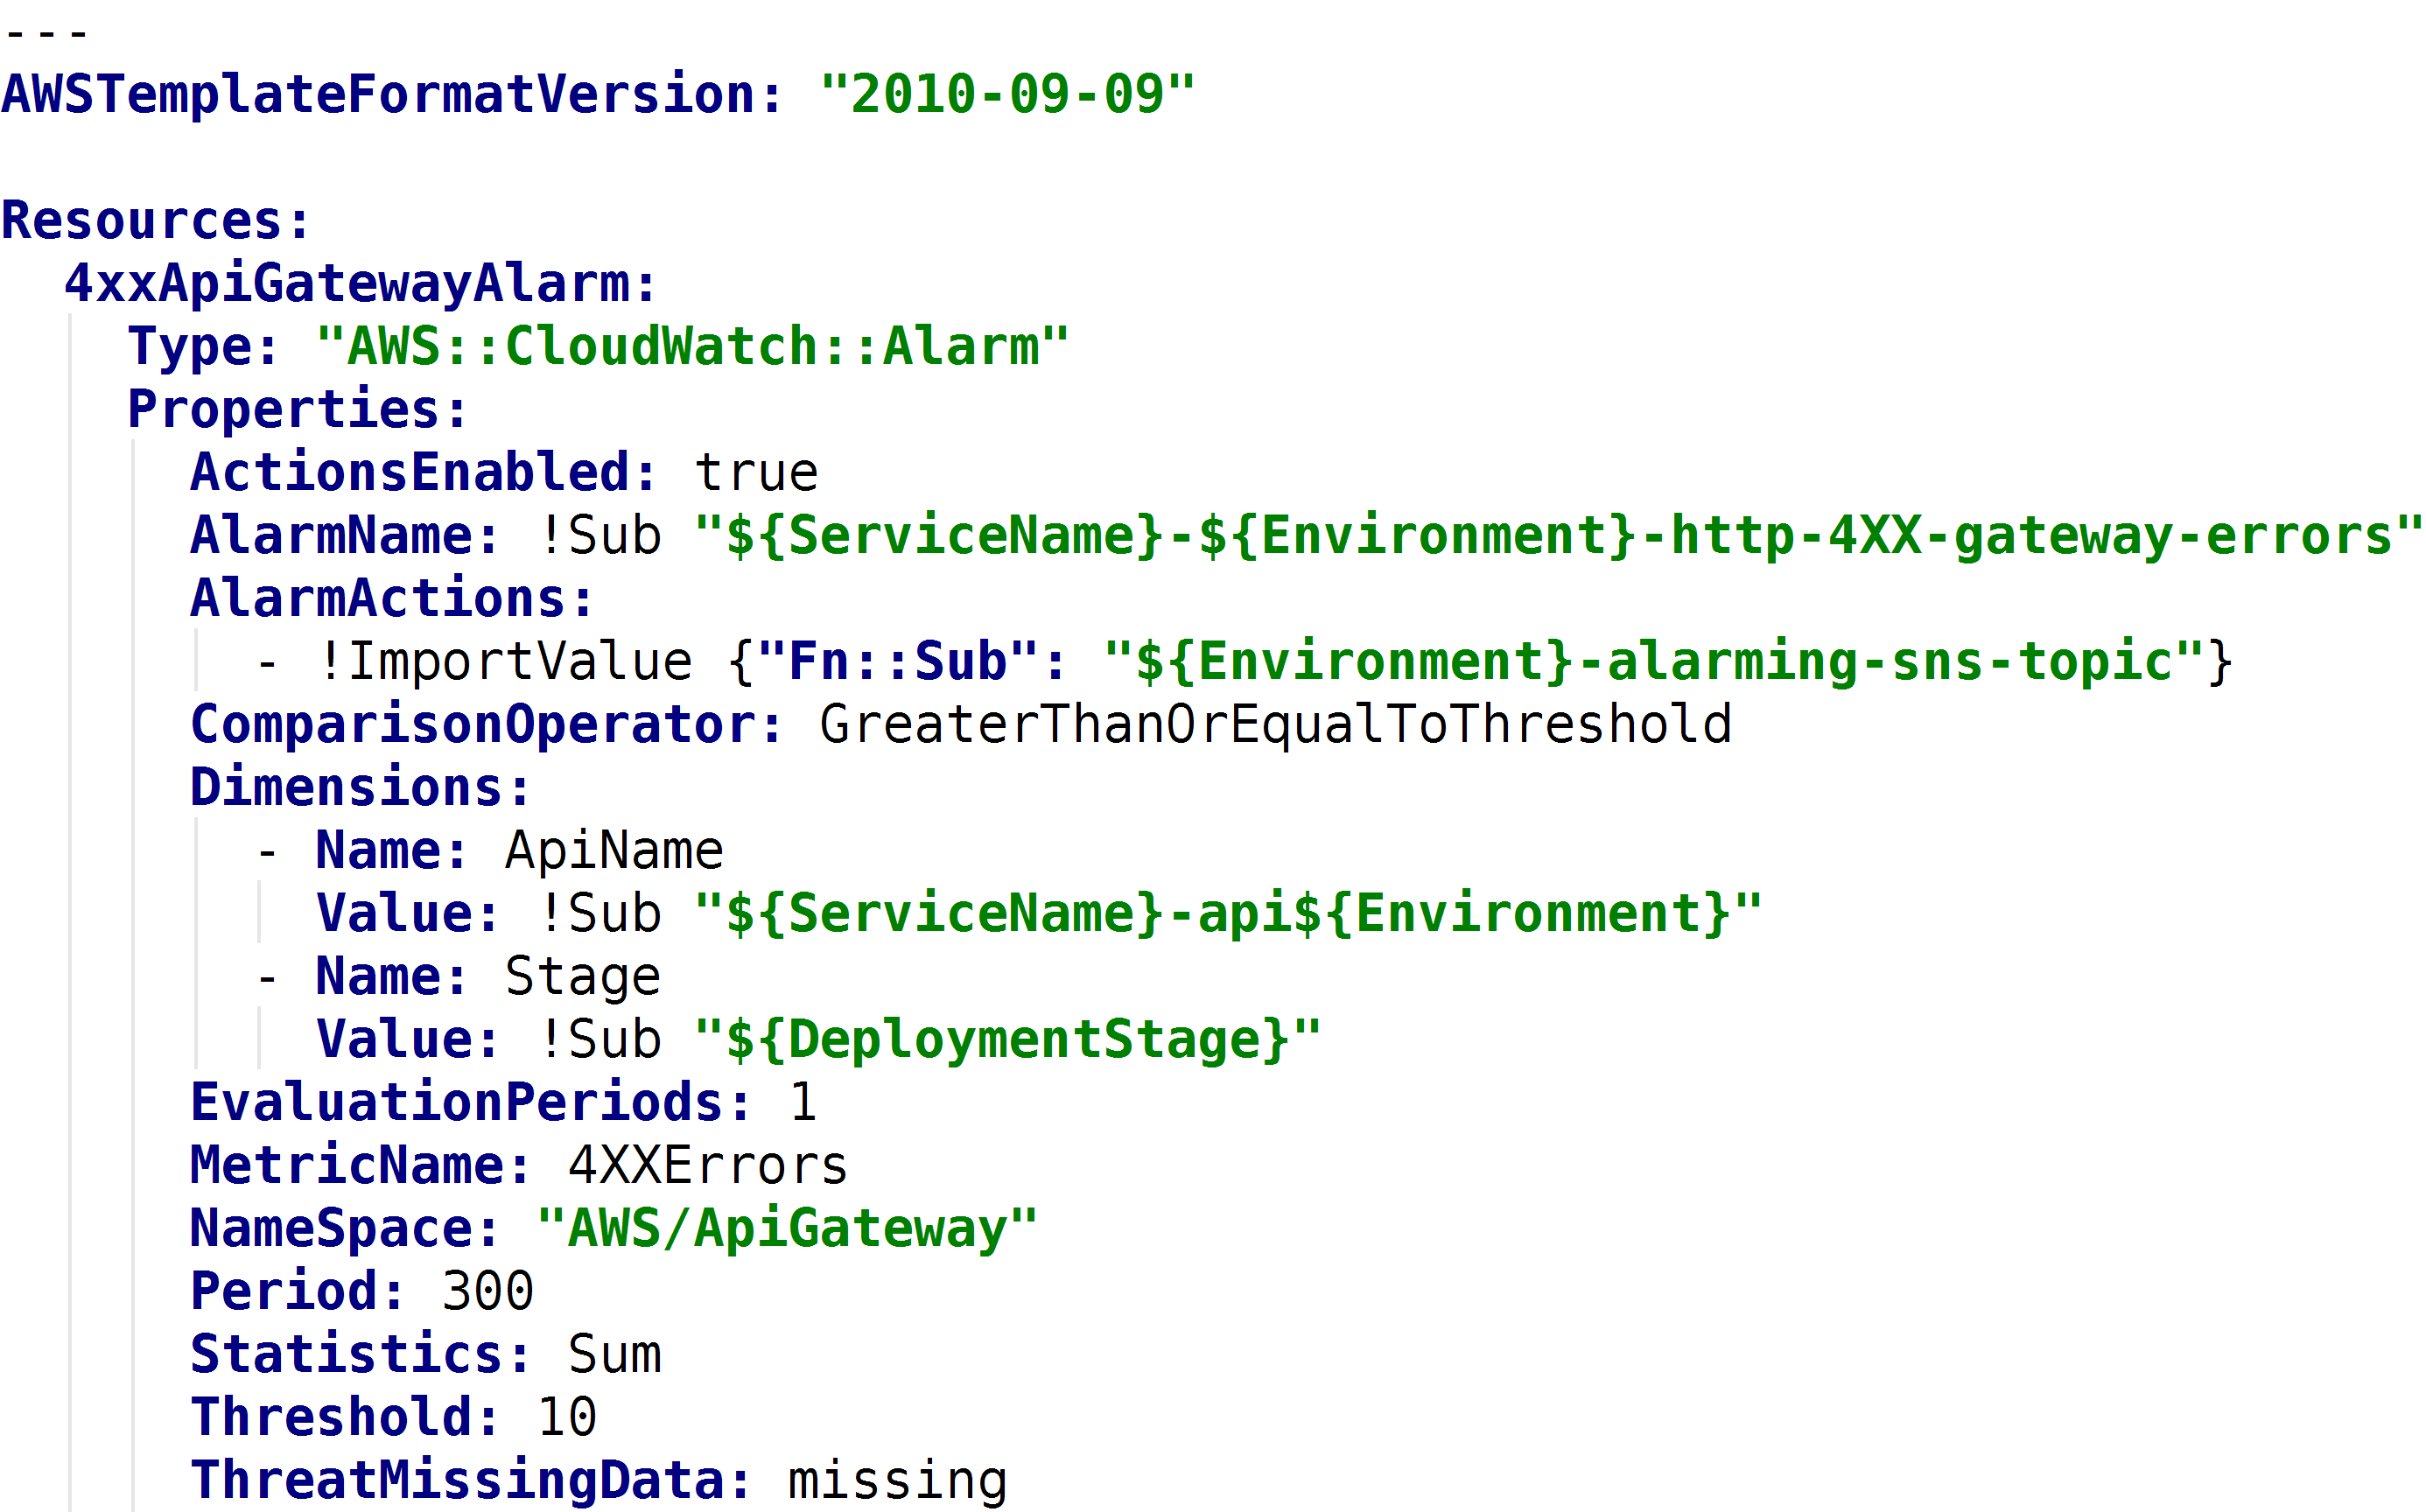 ---
AWSTemplateFormatVersion: "2010-09-09"

Resources:
  4xxApiGatewayAlarm:
    Type: "AWS::CloudWatch::Alarm"
    Properties:
      ActionsEnabled: true
      AlarmName: !Sub "${ServiceName}-${Environment}-http-4XX-gateway-errors"
      AlarmActions:
        - !ImportValue {"Fn::Sub": "${Environment}-alarming-sns-topic"}
      ComparisonOperator: GreaterThanOrEqualToThreshold
      Dimensions:
        - Name: ApiName
          Value: !Sub "${ServiceName}-api${Environment}"
        - Name: Stage
          Value: !Sub "${DeploymentStage}"
      EvaluationPeriods: 1
      MetricName: 4XXErrors
      NameSpace: "AWS/ApiGateway"
      Period: 300
      Statistics: Sum
      Threshold: 10
      ThreatMissingData: missing